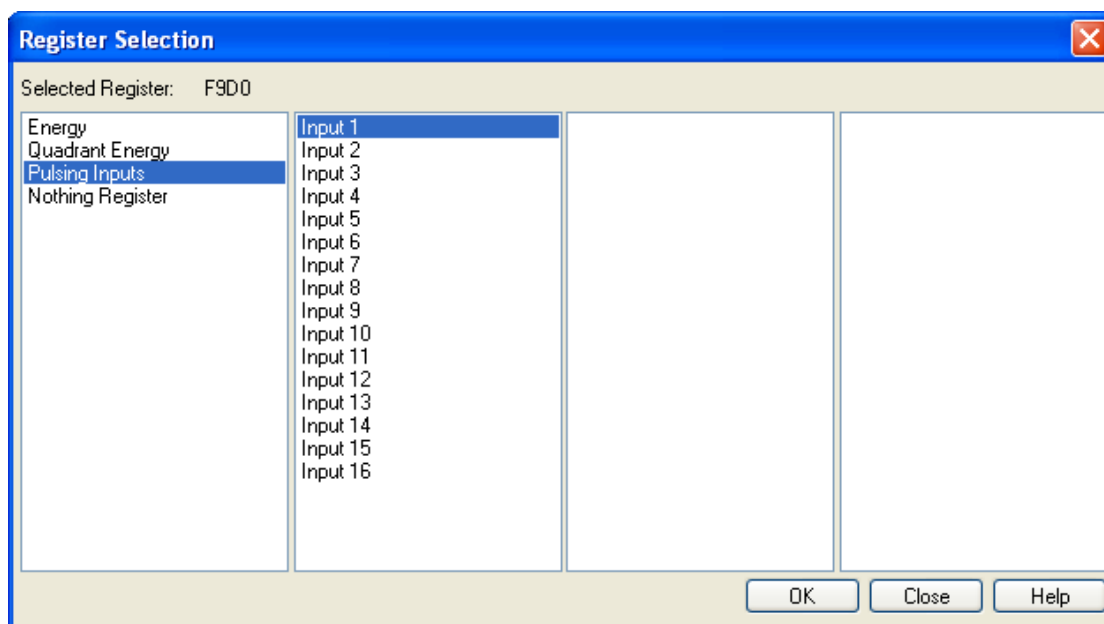 Register Selection
Selected Register: F9D0
Energy
Quadrant Energy
Pulsing Inputs
Nothing Register
Input 1
Input 2
Input 3
Input 4
Input 5
Input 6
Input 7
Input 8
Input 9
Input 10
Input 11
Input 12
Input 13
Input 14
Input 15
Input 16
OK
Close
Help